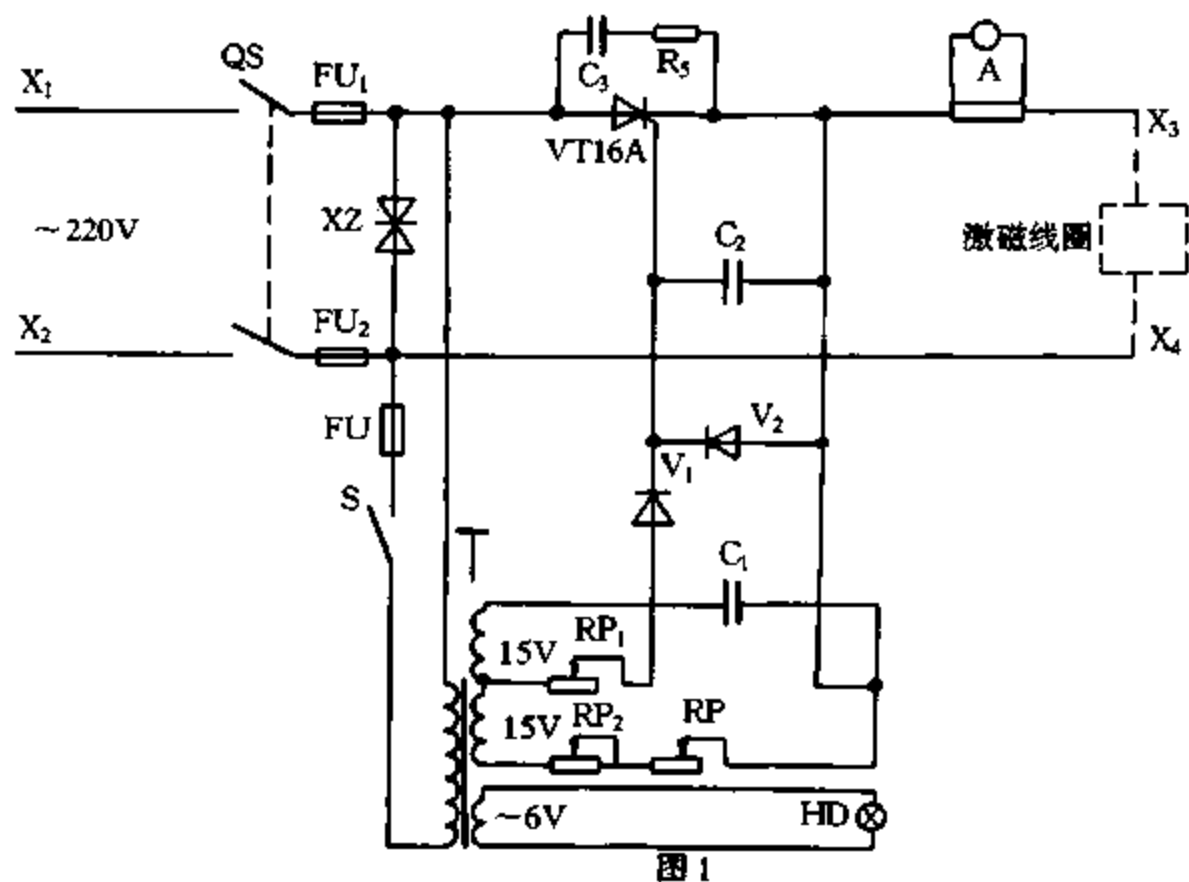 QS
X₁
FU₁
C₃
R₅
A
VT16A
X₃
XZ
~220V
C₂
激磁线圈
X₂
FU₂
X₄
FU
V₂
V₁
S
C₁
15V
RP₁
15V
RP₂
RP
~6V
HD
图 1